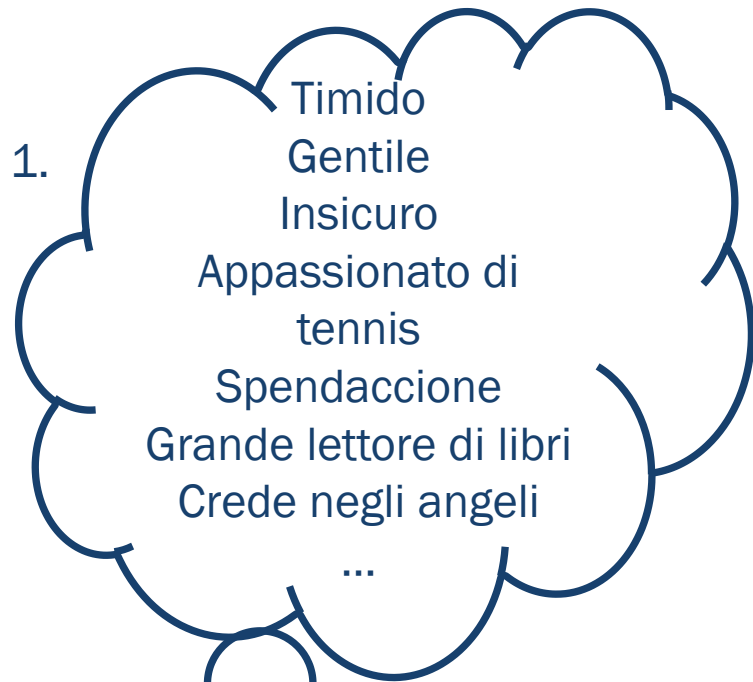 1.
Timido
Gentile
Insicuro
Appassionato di
tennis
Spendaccione
Grande lettore di libri
Crede negli angeli
...